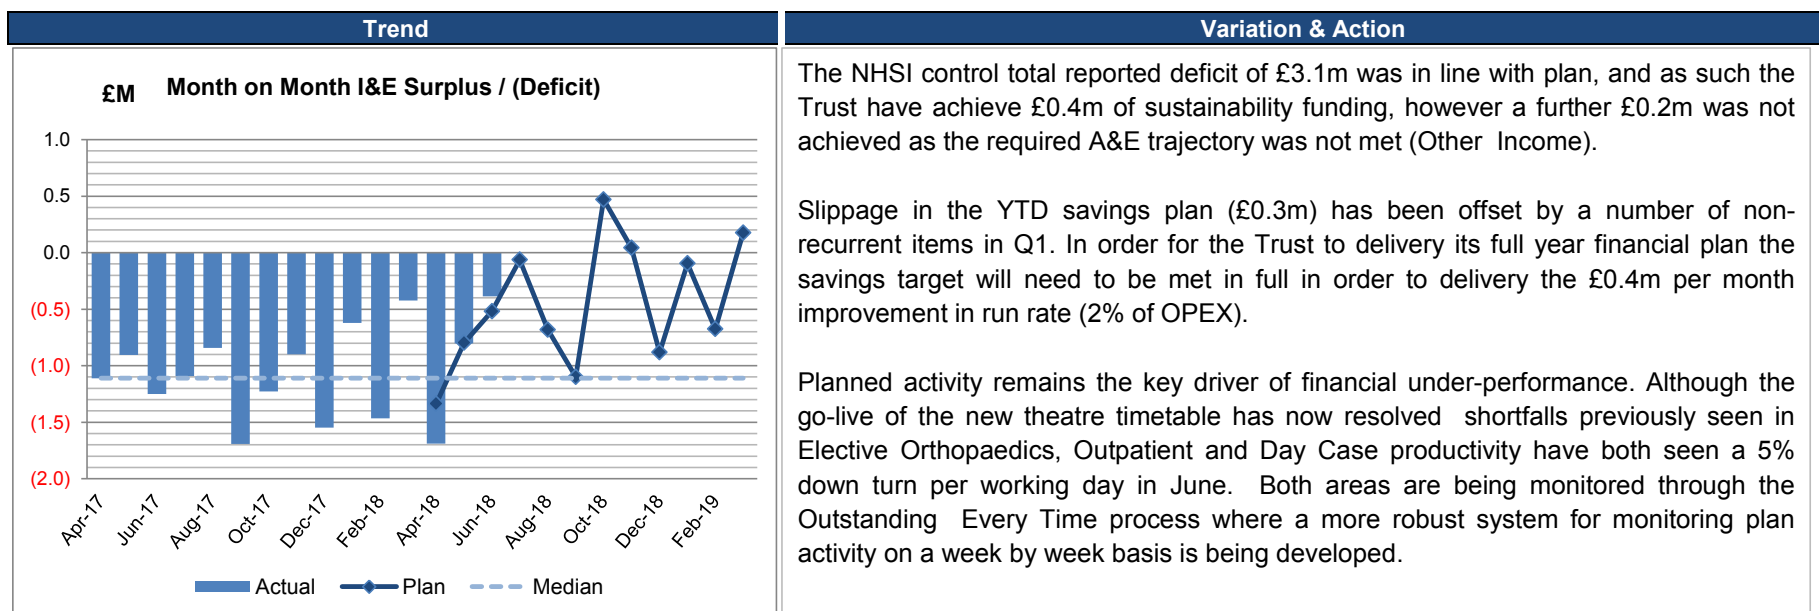 Trend
Variation & Action
£M
Month on Month I&E Surplus / (Deficit)
1.0
0.5
0.0
(0.5)
(1.0)
(1.5)
(2.0)
Apr-17
Jun-17
Aug-17
Oct-17
Dec-17
Feb-18
Apr-18
Jun-18
Aug-18
Oct-18
Dec-18
Feb-19
Actual
Plan
Median
The NHSI control total reported deficit of £3.1m was in line with plan, and as such the
Trust have achieve £0.4m of sustainability funding, however a further £0.2m was not
achieved as the required A&E trajectory was not met (Other Income).
Slippage in the YTD savings plan (£0.3m) has been offset by a number of non-
recurrent items in Q1. In order for the Trust to delivery its full year financial plan the
savings target will need to be met in full in order to delivery the £0.4m per month
improvement in run rate (2% of OPEX).
Planned activity remains the key driver of financial under-performance. Although the
go-live of the new theatre timetable has now resolved shortfalls previously seen in
Elective Orthopaedics, Outpatient and Day Case productivity have both seen a 5%
down turn per working day in June. Both areas are being monitored through the
Outstanding Every Time process where a more robust system for monitoring plan
activity on a week by week basis is being developed.